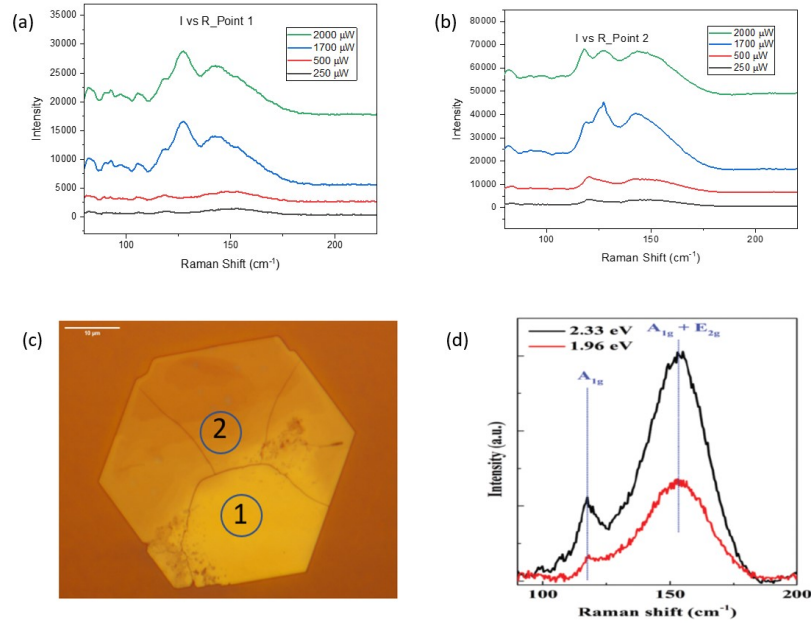 (a)
I vs R_Point 1
2000 μW
1700 μW
500 μW
250 μW
35000
30000
25000
20000
15000
10000
5000
0
Intensity
100
150
200
Raman Shift (cm⁻¹)
(b)
I vs R_Point 2
2000 μW
1700 μW
500 μW
250 μW
80000
70000
60000
50000
40000
30000
20000
10000
0
Intensity
100
150
200
Raman Shift (cm⁻¹)
(c)
10 μm
2
1
(d)
2.33 eV
1.96 eV
A1g + E2g
A1g
Intensity (a.u.)
100
150
200
Raman shift (cm⁻¹)